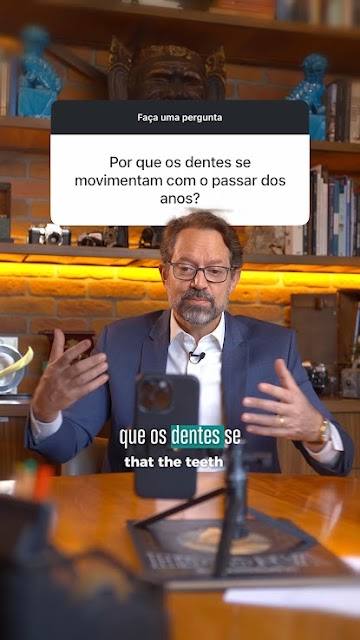 Faça uma pergunta
Por que os dentes se
movimentam com o passar dos
anos?
que os dentes se
that the teeth